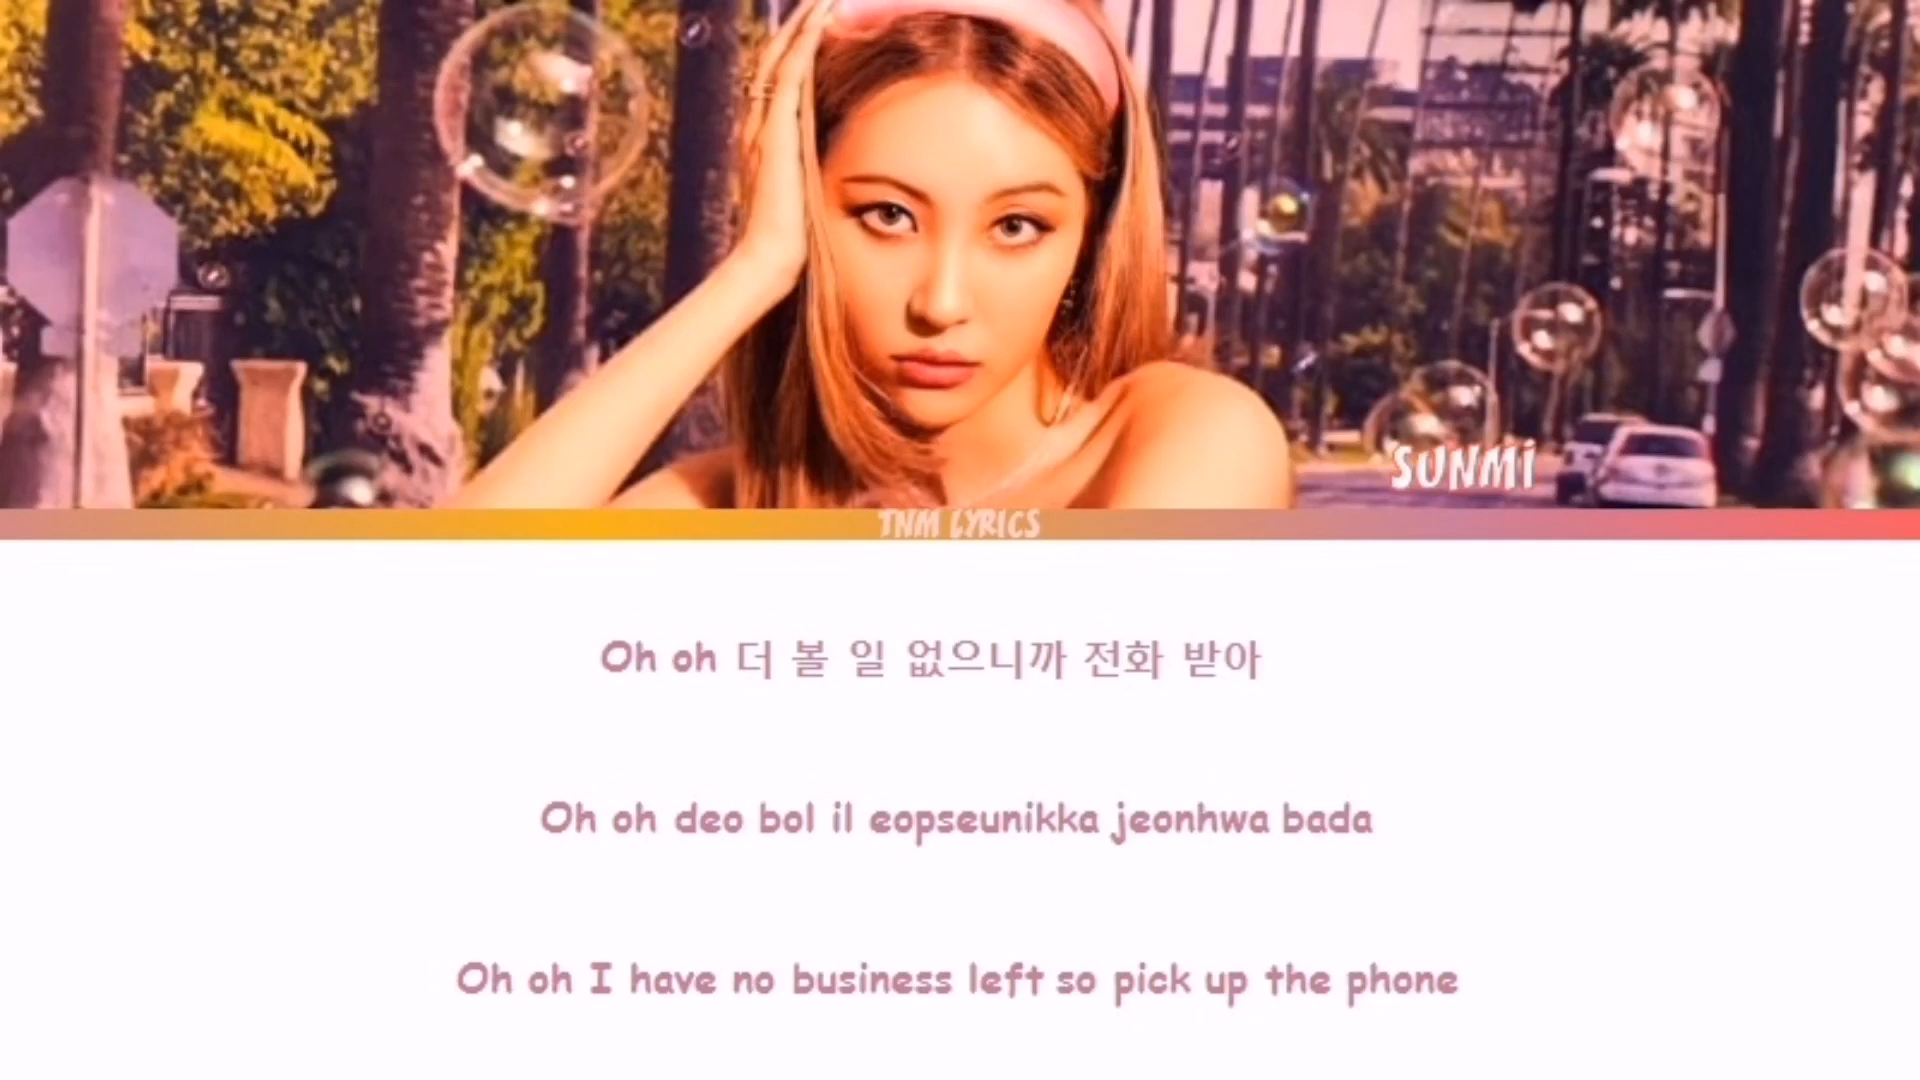 SUNMI
TNM LYRICS
Oh oh 더 볼 일 없으니까 전화 받아
Oh oh deo bol il eopseunikka jeonhwa bada
Oh oh I have no business left so pick up the phone